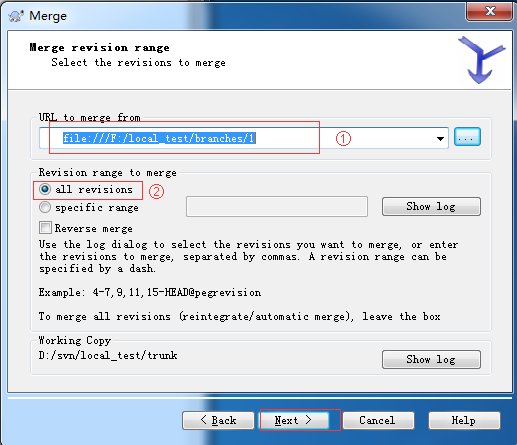 Merge
Merge revision range
Select the revisions to merge
URL to merge from
file:///F:/local_test/branches/1
①
...
Revision range to merge
all revisions
②
specific range
Show log
Reverse merge
Use the log dialog to select the revisions you want to merge, or enter
the revisions to merge, separated by commas. A revision range can be
specified by a dash.
Example: 4-7,9,11,15-HEAD@pegrevision
To merge all revisions (reintegrate/automatic merge), leave the box
Working Copy
D:/svn/local_test/trunk
Show log
< Back
Next >
Cancel
Help